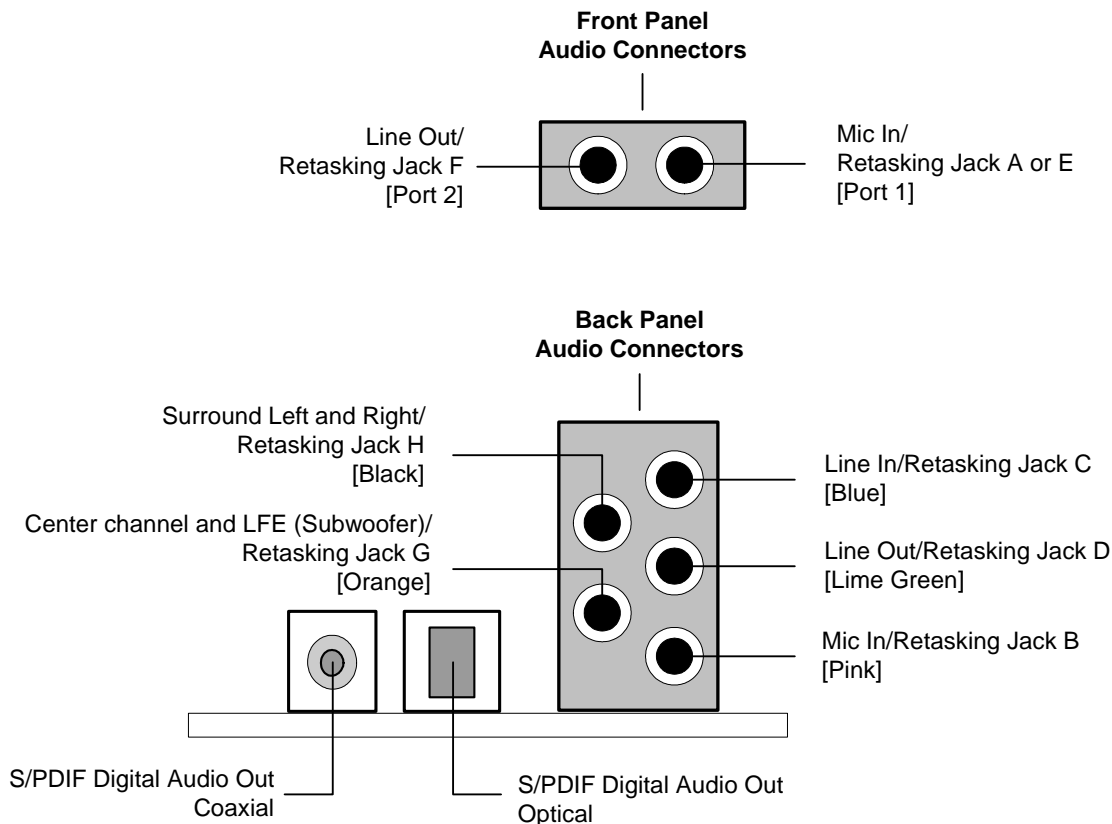 Front Panel
Audio Connectors
Line Out/
Retasking Jack F
[Port 2]
Mic In/
Retasking Jack A or E
[Port 1]
Back Panel
Audio Connectors
Surround Left and Right/
Retasking Jack H
[Black]
Center channel and LFE (Subwoofer)/
Retasking Jack G
[Orange]
Line In/Retasking Jack C
[Blue]
Line Out/Retasking Jack D
[Lime Green]
Mic In/Retasking Jack B
[Pink]
S/PDIF Digital Audio Out
Coaxial
S/PDIF Digital Audio Out
Optical